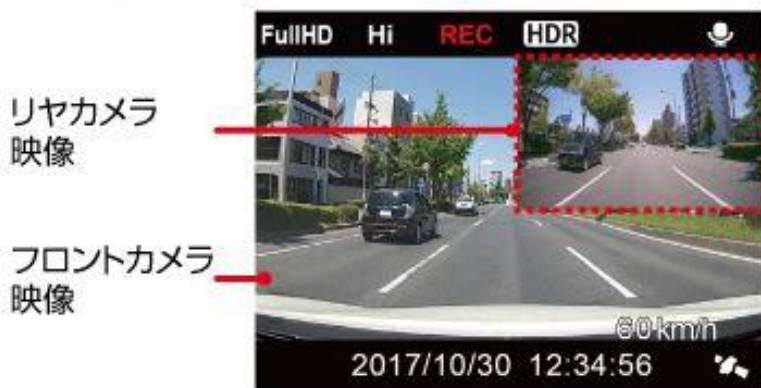 FullHD Hi REC HDR
リヤカメラ
映像
フロントカメラ
映像
60km/h
2017/10/30 12:34:56